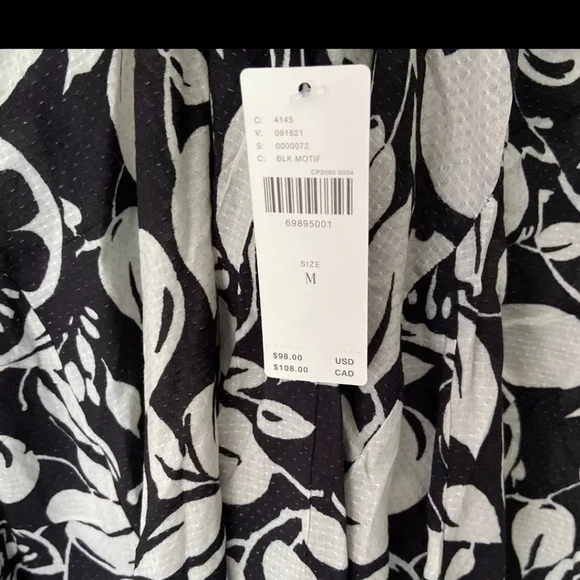 C: 4145
V: 091621
S: 0000072
C: BLK MOTIF
CP2080 0004
69895001
SIZE
M
$98.00 USD
$108.00 CAD